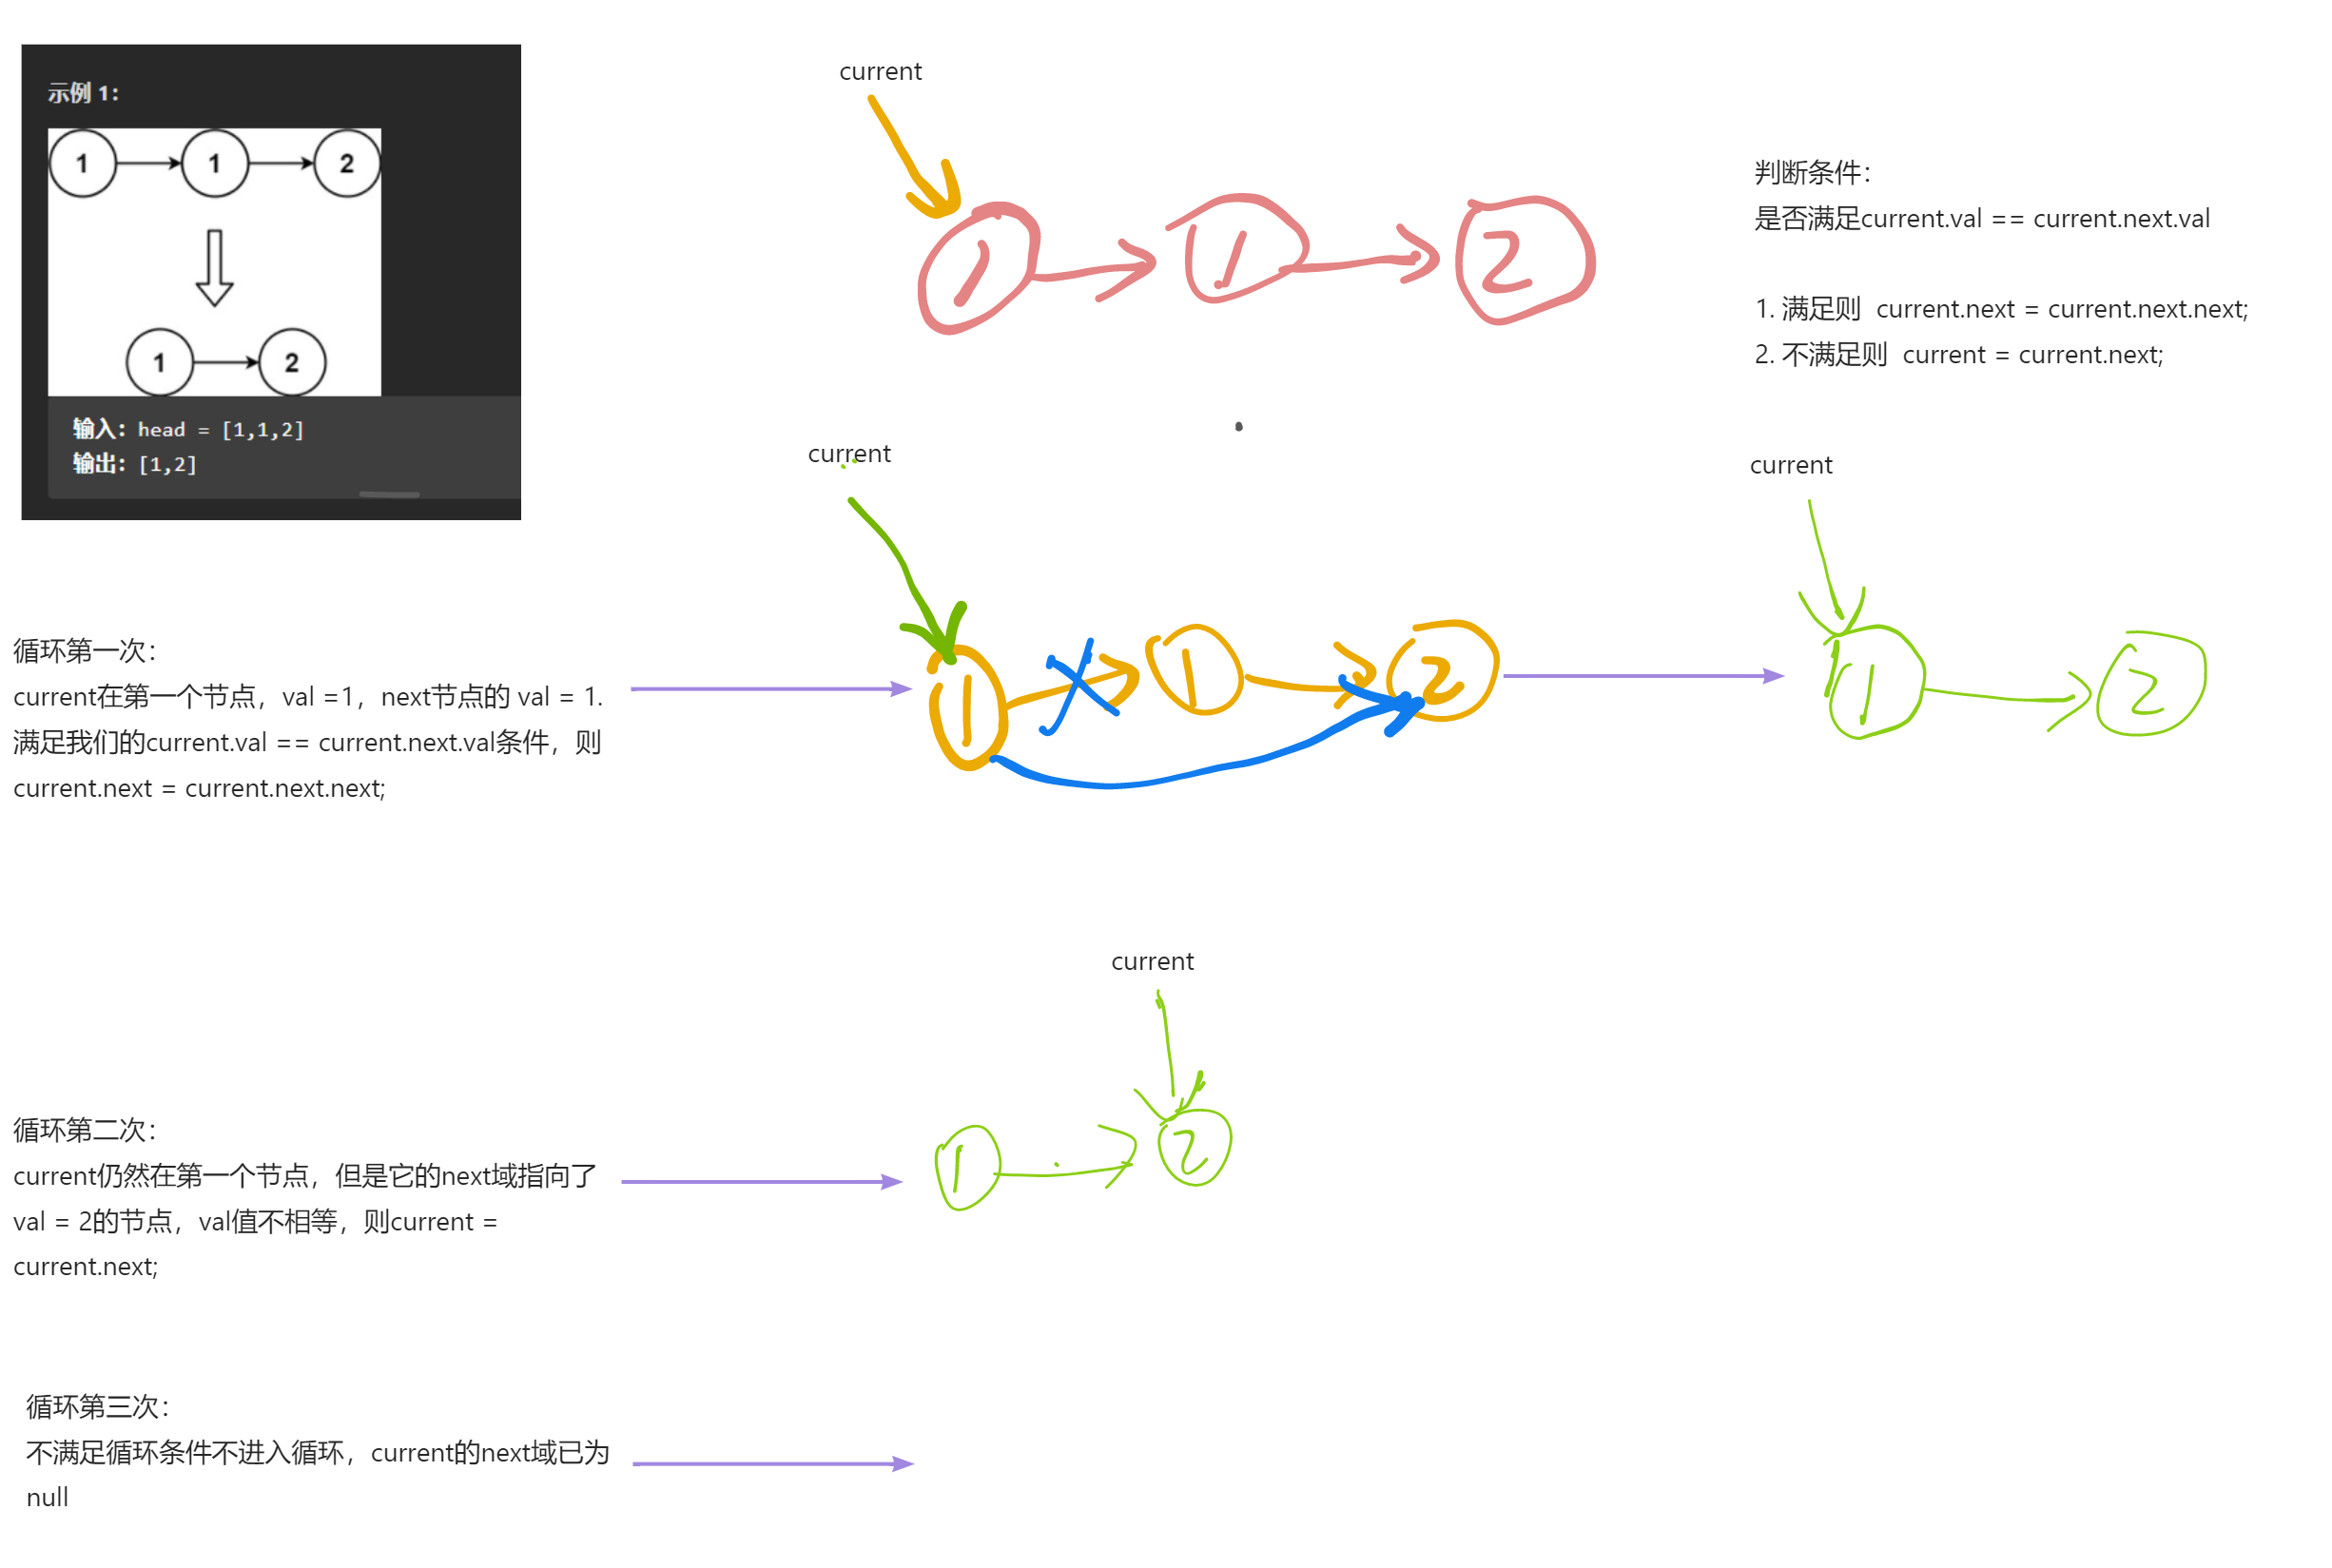 示例 1：
1
1
2
1
2
输入：head = [1,1,2]
输出：[1,2]
current
1
1
2
判断条件：
是否满足current.val == current.next.val
1. 满足则 current.next = current.next.next;
2. 不满足则 current = current.next;
循环第一次：
current在第一个节点，val =1，next节点的 val = 1.
满足我们的current.val == current.next.val条件，则
current.next = current.next.next;
current
1
1
2
current
1
2
循环第二次：
current仍然在第一个节点，但是它的next域指向了
val = 2的节点，val值不相等，则current =
current.next;
current
1
2
循环第三次：
不满足循环条件不进入循环，current的next域已为
null